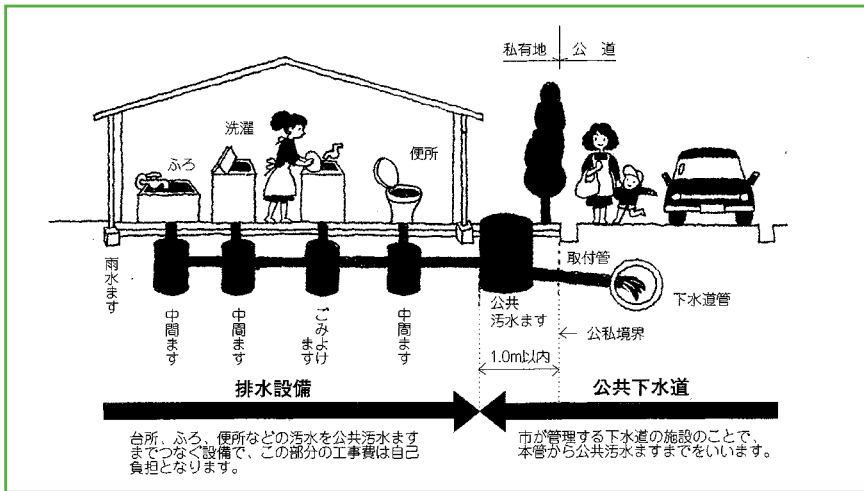 私有地
公道
洗濯
ふろ
便所
雨水ます
中間ます
中間ます
ごみよけ
ます
中間ます
公共
汚水ます
取付管
下水道管
公私境界
1.0m以内
排水設備
公共下水道
台所、ふろ、便所などの汚水を公共汚水ます
までつなぐ設備で、この部分の工事費は自己
負担となります。
市が管理する下水道の施設のことで、
本管から公共汚水ますまでをいいます。